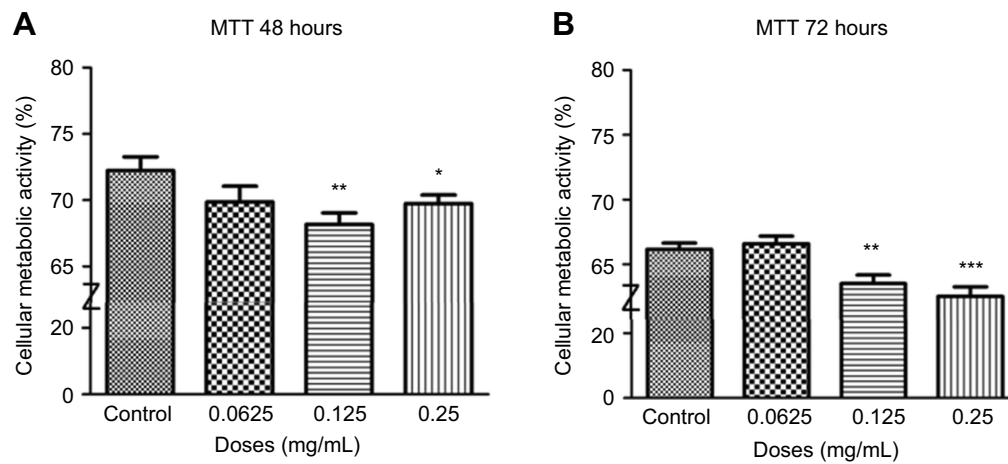 A
MTT 48 hours
Cellular metabolic activity (%)
80
75
70
65
20
0
**
*
Control 0.0625 0.125 0.25
Doses (mg/mL)
B
MTT 72 hours
Cellular metabolic activity (%)
80
75
70
65
20
0
**
***
Control 0.0625 0.125 0.25
Doses (mg/mL)